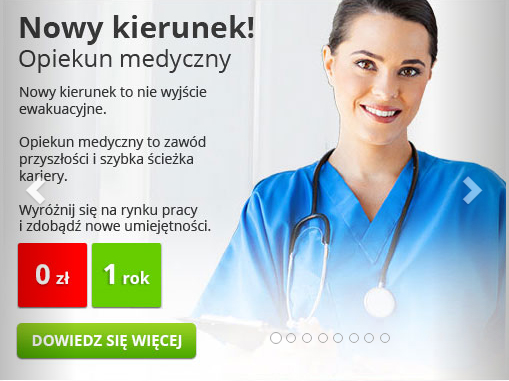 Nowy kierunek!
Opiekun medyczny
Nowy kierunek to nie wyjście
ewakuacyjne.
Opiekun medyczny to zawód
przyszłości i szybka ścieżka
kariery.
Wyróżnij się na rynku pracy
i zdobądź nowe umiejętności.
0 zł
1 rok
DOWIEDZ SIĘ WIĘCEJ